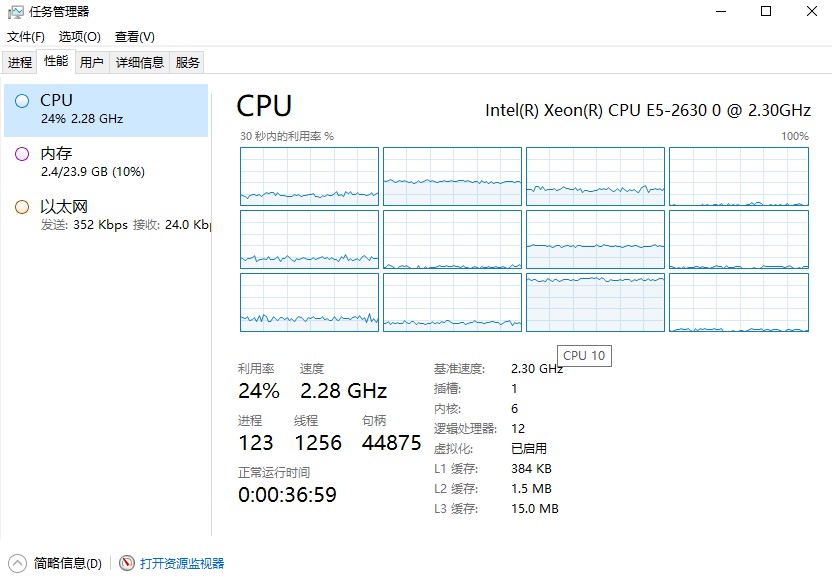 任务管理器
文件(F) 选项(O) 查看(V)
进程 性能 用户 详细信息 服务
CPU
24% 2.28 GHz
内存
2.4/23.9 GB (10%)
以太网
发送: 352 Kbps 接收: 24.0 Kbp
CPU
Intel(R) Xeon(R) CPU E5-2630 0 @ 2.30GHz
30 秒内的利用率 % 100%
CPU 10
利用率 速度
24% 2.28 GHz
进程 线程 句柄
123 1256 44875
正常运行时间
0:00:36:59
基准速度: 2.30 GHz
插槽: 1
内核: 6
逻辑处理器: 12
虚拟化: 已启用
L1 缓存: 384 KB
L2 缓存: 1.5 MB
L3 缓存: 15.0 MB
简略信息(D) 打开资源监视器